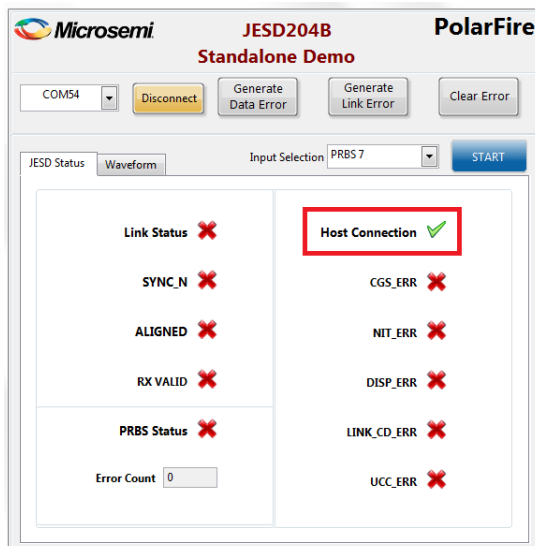 Microsemi
JESD204B
Standalone Demo
PolarFire
COM54
Disconnect
Generate
Data Error
Generate
Link Error
Clear Error
JESD Status
Waveform
Input Selection
PRBS 7
START
Link Status
SYNC_N
ALIGNED
RX VALID
PRBS Status
Error Count
0
Host Connection
CGS_ERR
NIT_ERR
DISP_ERR
LINK_CD_ERR
UCC_ERR